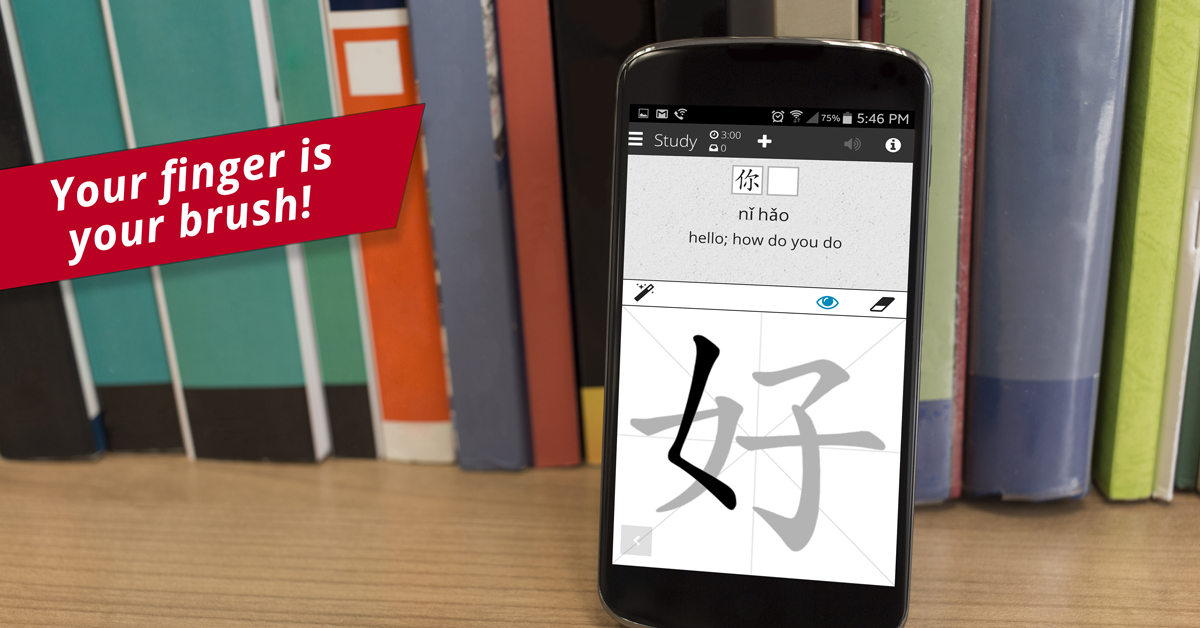 Your finger is
your brush!
75% 5:46 PM
Study 3:00
0
你
nǐ hǎo
hello; how do you do
好